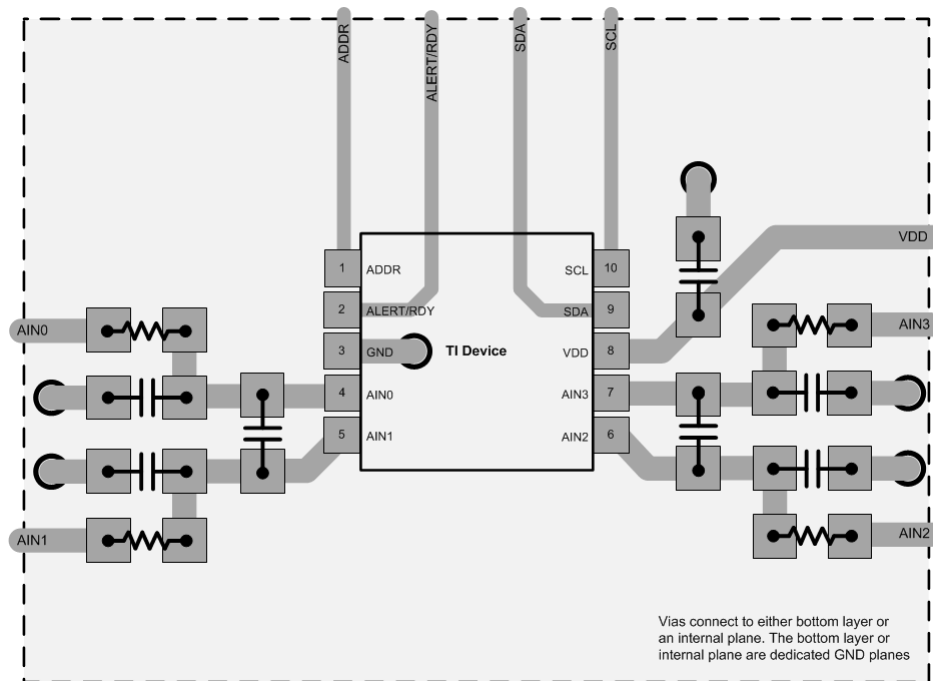 ADDR
ALERT/RDY
SDA
SCL
VDD
1 ADDR
SCL 10
2 ALERT/RDY
SDA 9
3 GND
TI Device
VDD 8
4 AIN0
AIN3 7
5 AIN1
AIN2 6
AIN0
AIN3
AIN1
AIN2
Vias connect to either bottom layer or
an internal plane. The bottom layer or
internal plane are dedicated GND planes